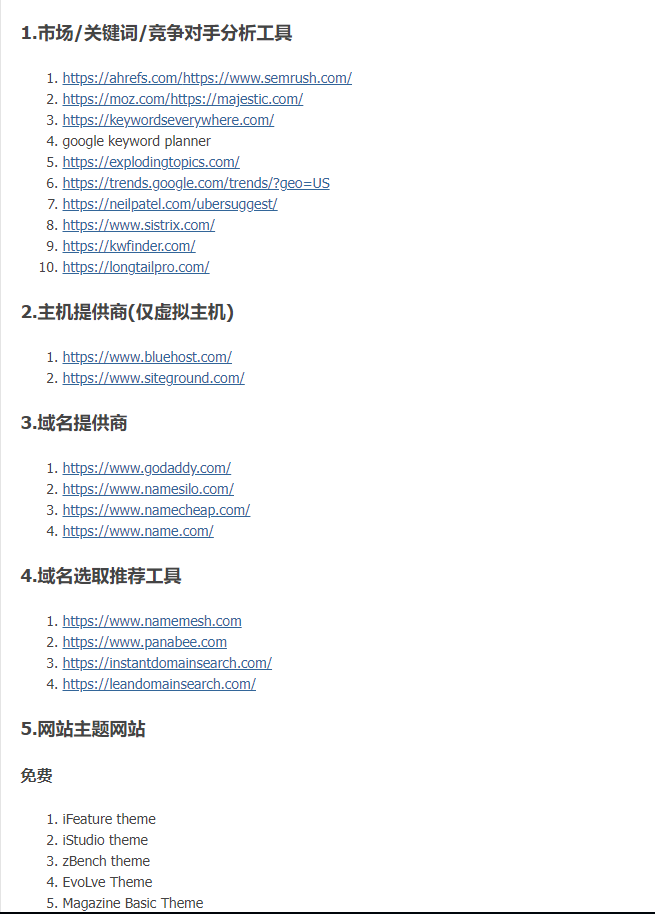 1.市场/关键词/竞争对手分析工具
1. https://ahrefs.com/https://www.semrush.com/
2. https://moz.com/https://majestic.com/
3. https://keywordseverywhere.com/
4. google keyword planner
5. https://explodingtopics.com/
6. https://trends.google.com/trends/?geo=US
7. https://neilpatel.com/ubersuggest/
8. https://www.sistrix.com/
9. https://kwfinder.com/
10. https://longtailpro.com/
2.主机提供商(仅虚拟主机)
1. https://www.bluehost.com/
2. https://www.siteground.com/
3.域名提供商
1. https://www.godaddy.com/
2. https://www.namesilo.com/
3. https://www.namecheap.com/
4. https://www.name.com/
4.域名选取推荐工具
1. https://www.namemesh.com
2. https://www.panabee.com
3. https://instantdomainsearch.com/
4. https://leandomainsearch.com/
5.网站主题网站
免费
1. iFeature theme
2. iStudio theme
3. zBench theme
4. EvoLve Theme
5. Magazine Basic Theme